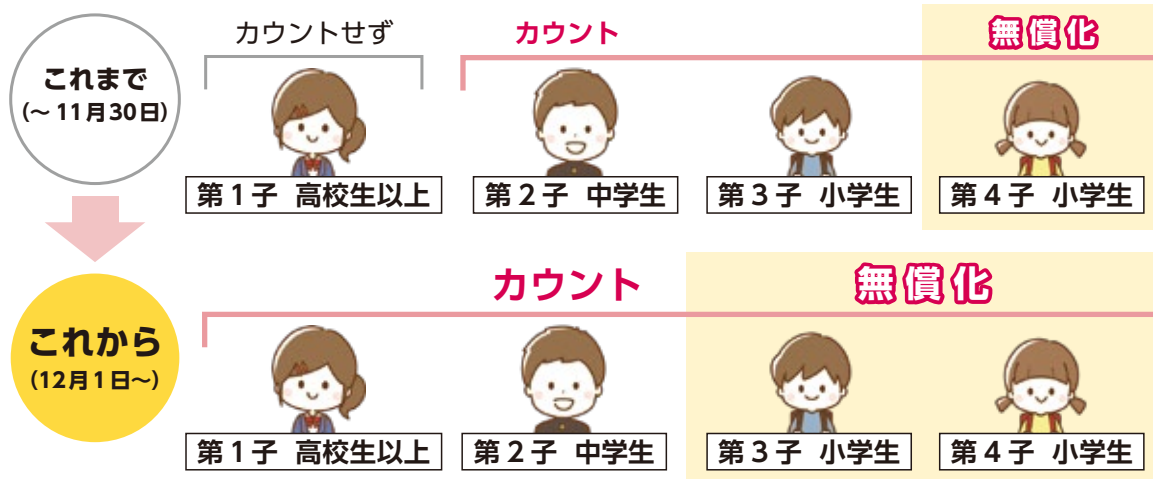 これまで
(～11月30日)
カウントせず
カウント
無償化
第1子 高校生以上
第2子 中学生
第3子 小学生
第4子 小学生
これから
(12月1日～)
カウント
無償化
第1子 高校生以上
第2子 中学生
第3子 小学生
第4子 小学生